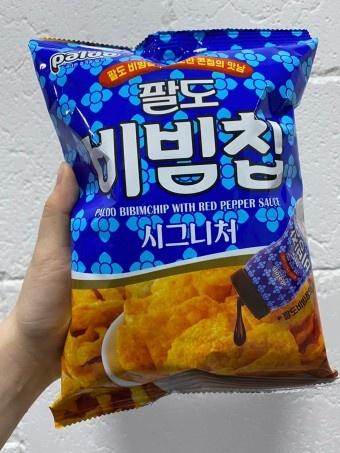 paldo
팔도
비빔칩
PALDO BIBIMCHIP WITH RED PEPPER SAUCE
시그니처